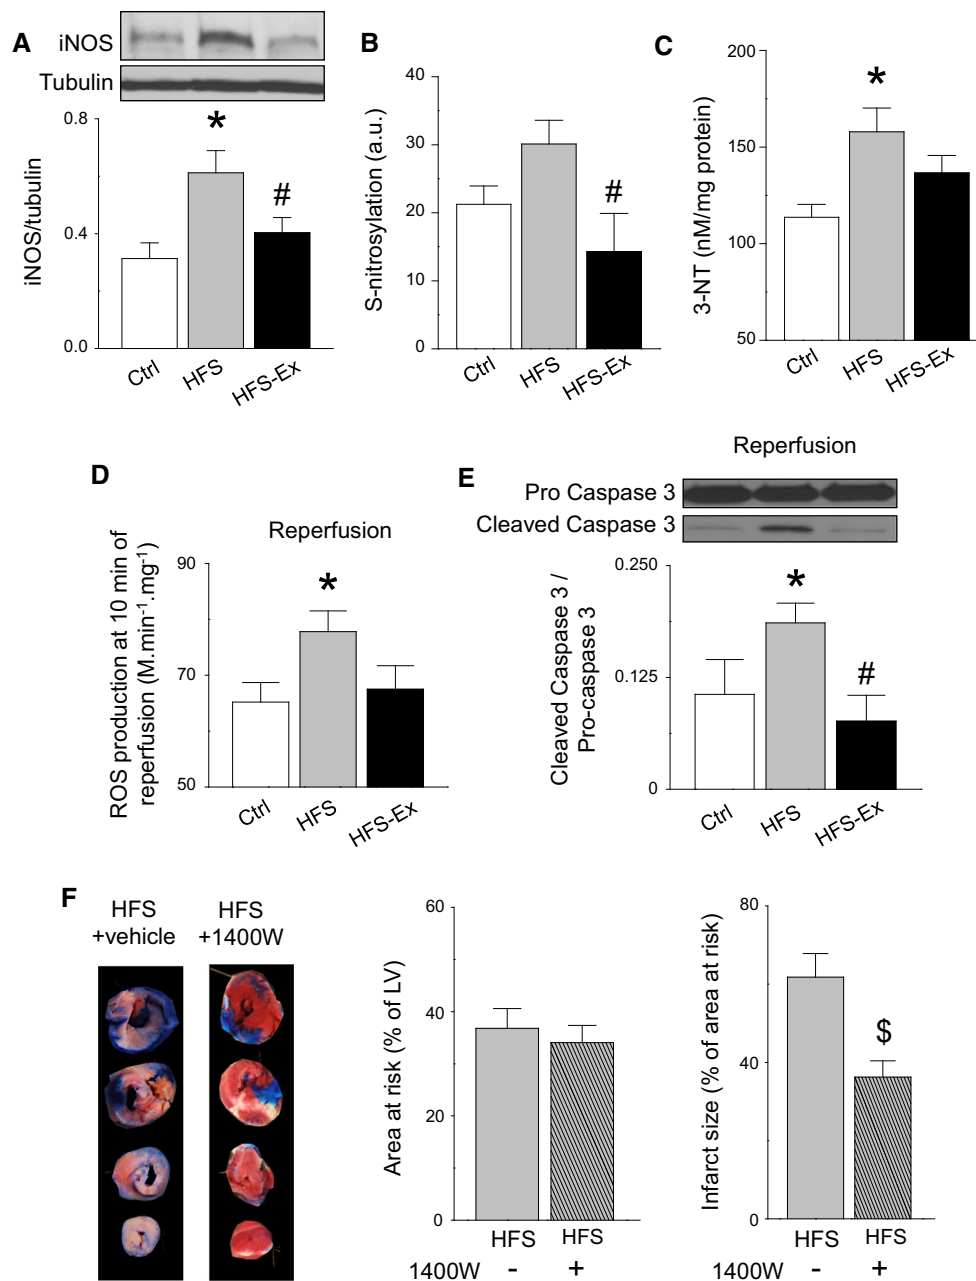 A
iNOS
Tubulin
iNOS/tubulin
0.8
0.4
0.0
*
#
Ctrl
HFS
HFS-Ex
B
S-nitrosylation (a.u.)
40
30
20
10
0
#
Ctrl
HFS
HFS-Ex
C
3-NT (nM/mg protein)
200
150
100
50
*
Ctrl
HFS
HFS-Ex
D
Reperfusion
ROS production at 10 min of
reperfusion (M.min⁻¹.mg⁻¹)
90
70
50
*
Ctrl
HFS
HFS-Ex
E
Reperfusion
Pro Caspase 3
Cleaved Caspase 3
Cleaved Caspase 3 /
Pro-caspase 3
0.250
0.125
0
*
#
Ctrl
HFS
HFS-Ex
F
HFS
+vehicle
HFS
+1400W
Area at risk (% of LV)
60
40
20
0
HFS
HFS
1400W - +
Infarct size (% of area at risk)
80
40
0
$
HFS
HFS
1400W - +